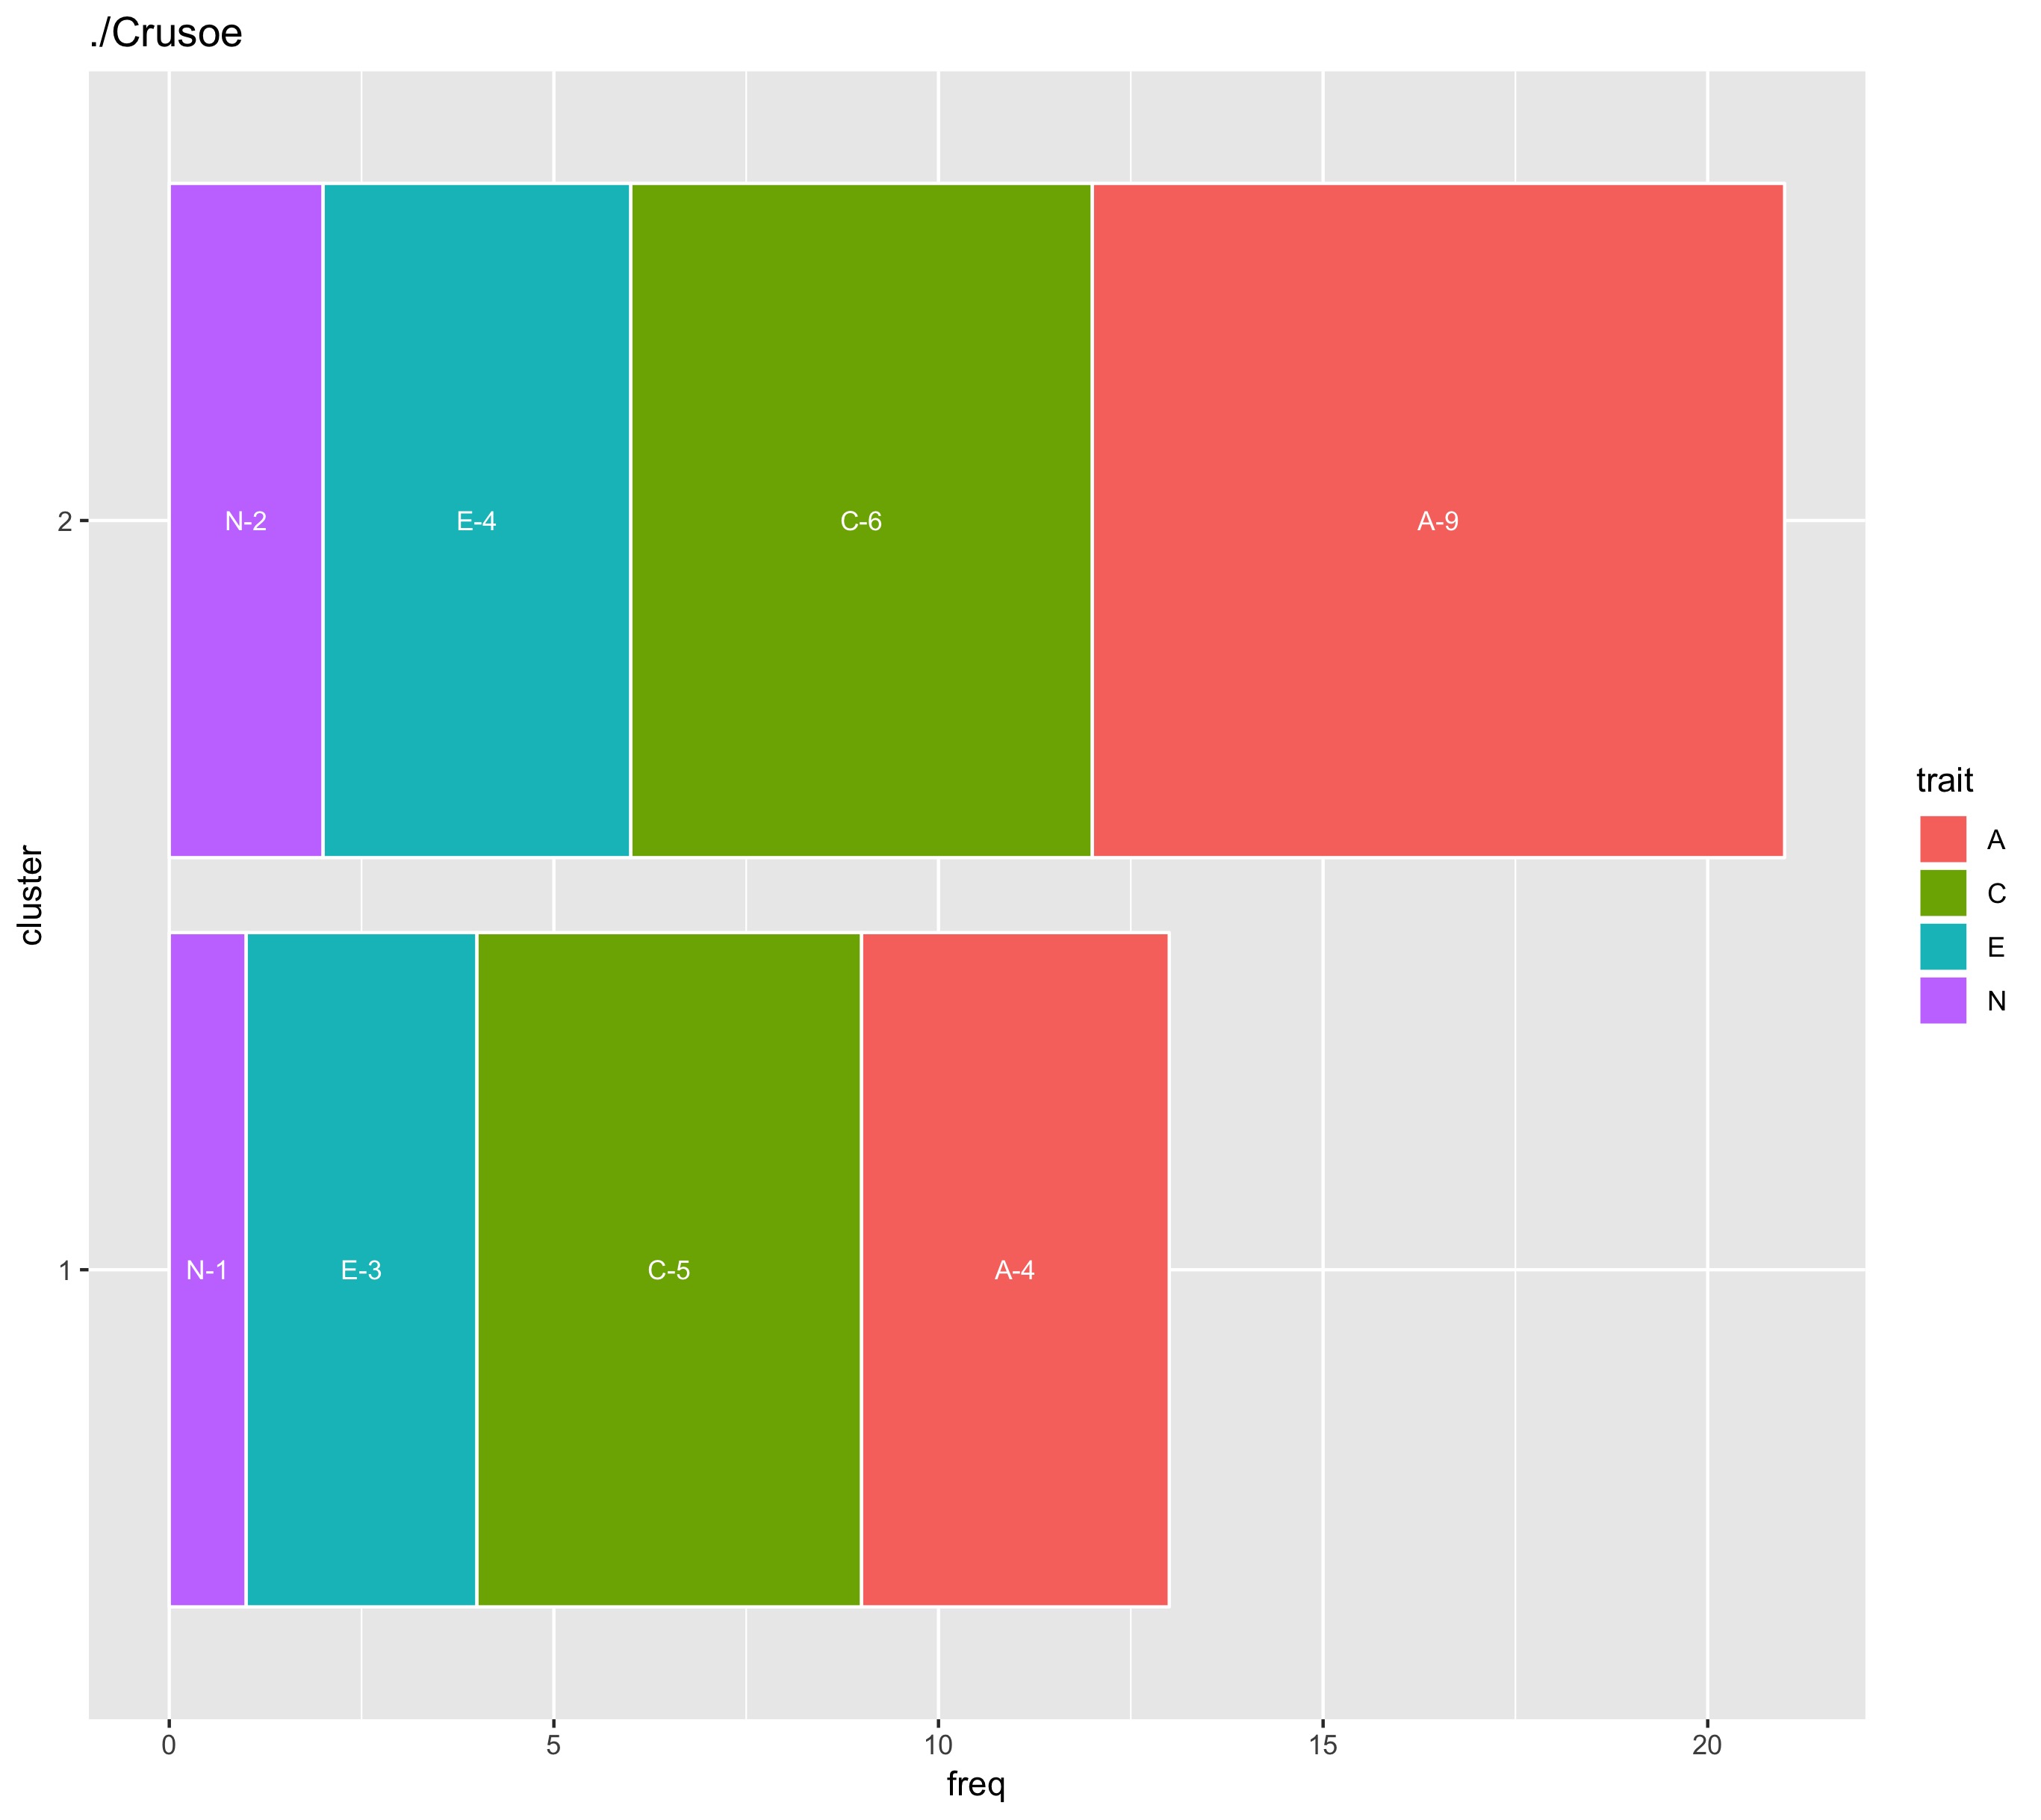 ./Crusoe
cluster
2
N-2 E-4 C-6 A-9
1
N-1 E-3 C-5 A-4
0 5 10 15 20
freq
trait
A
C
E
N